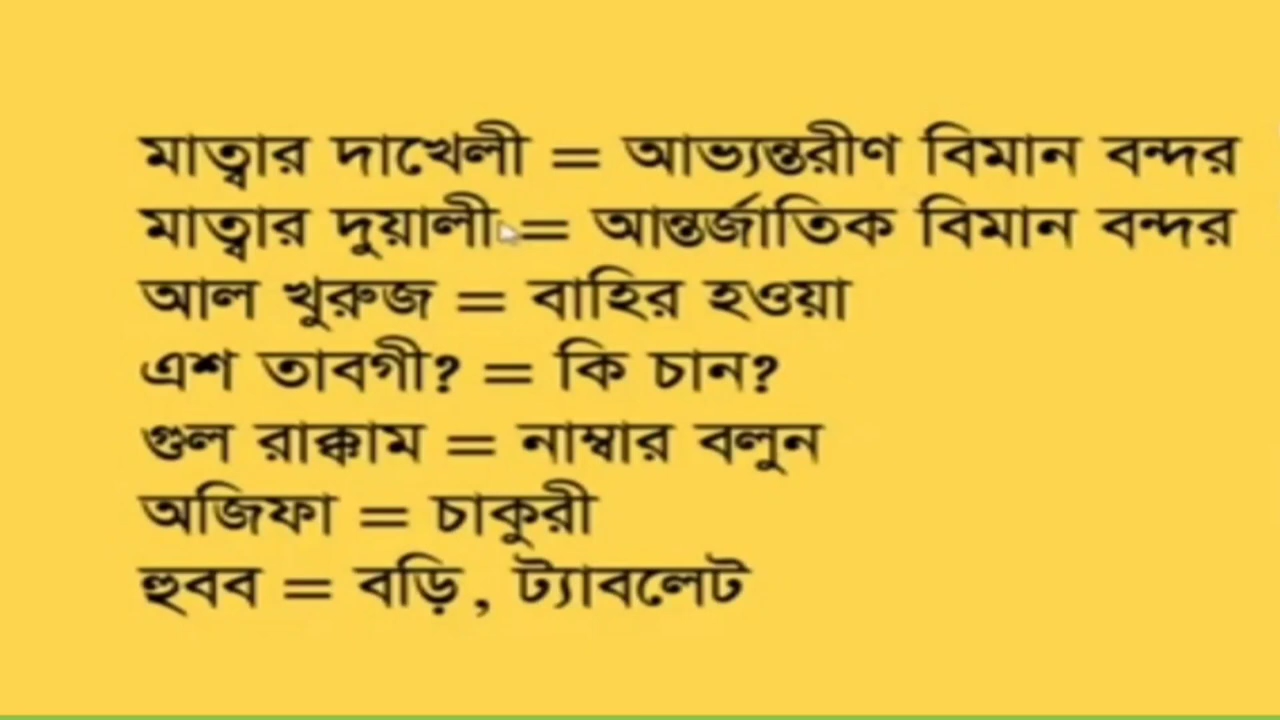 মাত্বার দাখেলী = আভ্যন্তরীণ বিমান বন্দর
মাত্বার দুয়ালী = আন্তর্জাতিক বিমান বন্দর
আল খুরুজ = বাহির হওয়া
এশ তাবগী? = কি চান?
গুল রাক্কাম = নাম্বার বলুন
অজিফা = চাকুরী
হুবব = বড়ি, ট্যাবলেট